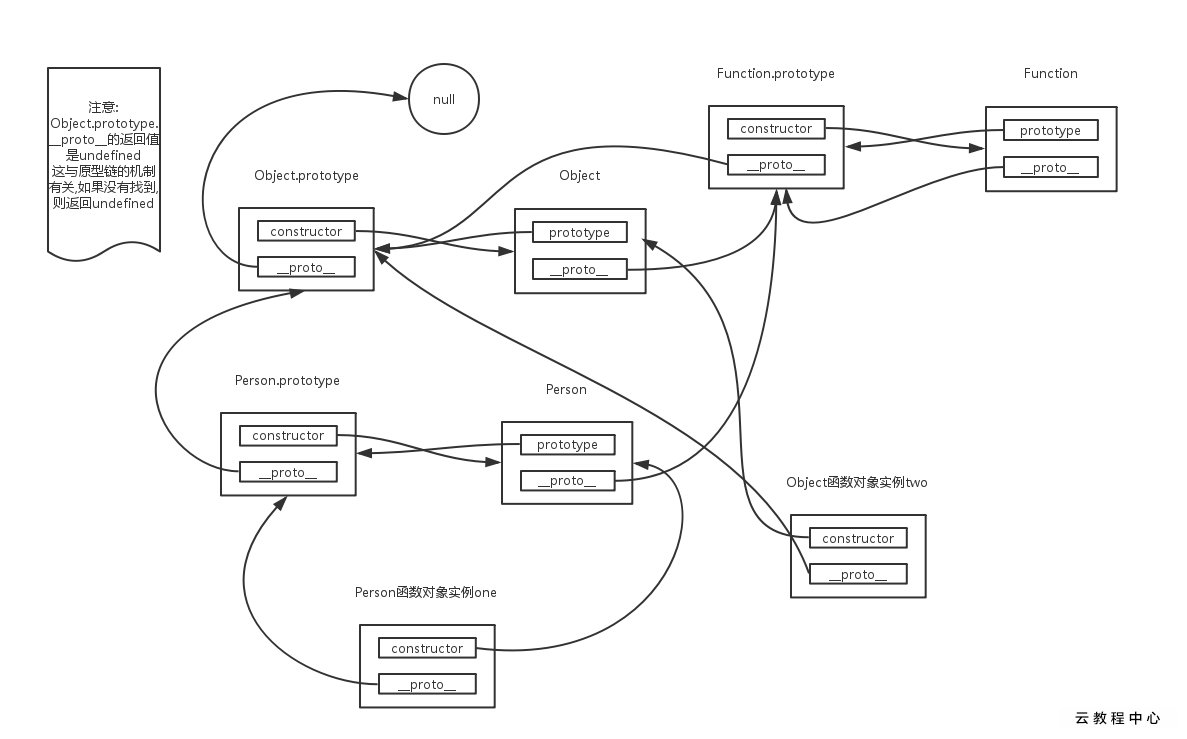 注意:
Object.prototype.
__proto__的返回值
是undefined
这与原型链的机制
有关,如果没有找到,
则返回undefined
null
Function.prototype
constructor
__proto__
Function
prototype
__proto__
Object.prototype
constructor
__proto__
Object
prototype
__proto__
Person.prototype
constructor
__proto__
Person
prototype
__proto__
Object函数对象实例two
constructor
__proto__
Person函数对象实例one
constructor
__proto__
云教程中心